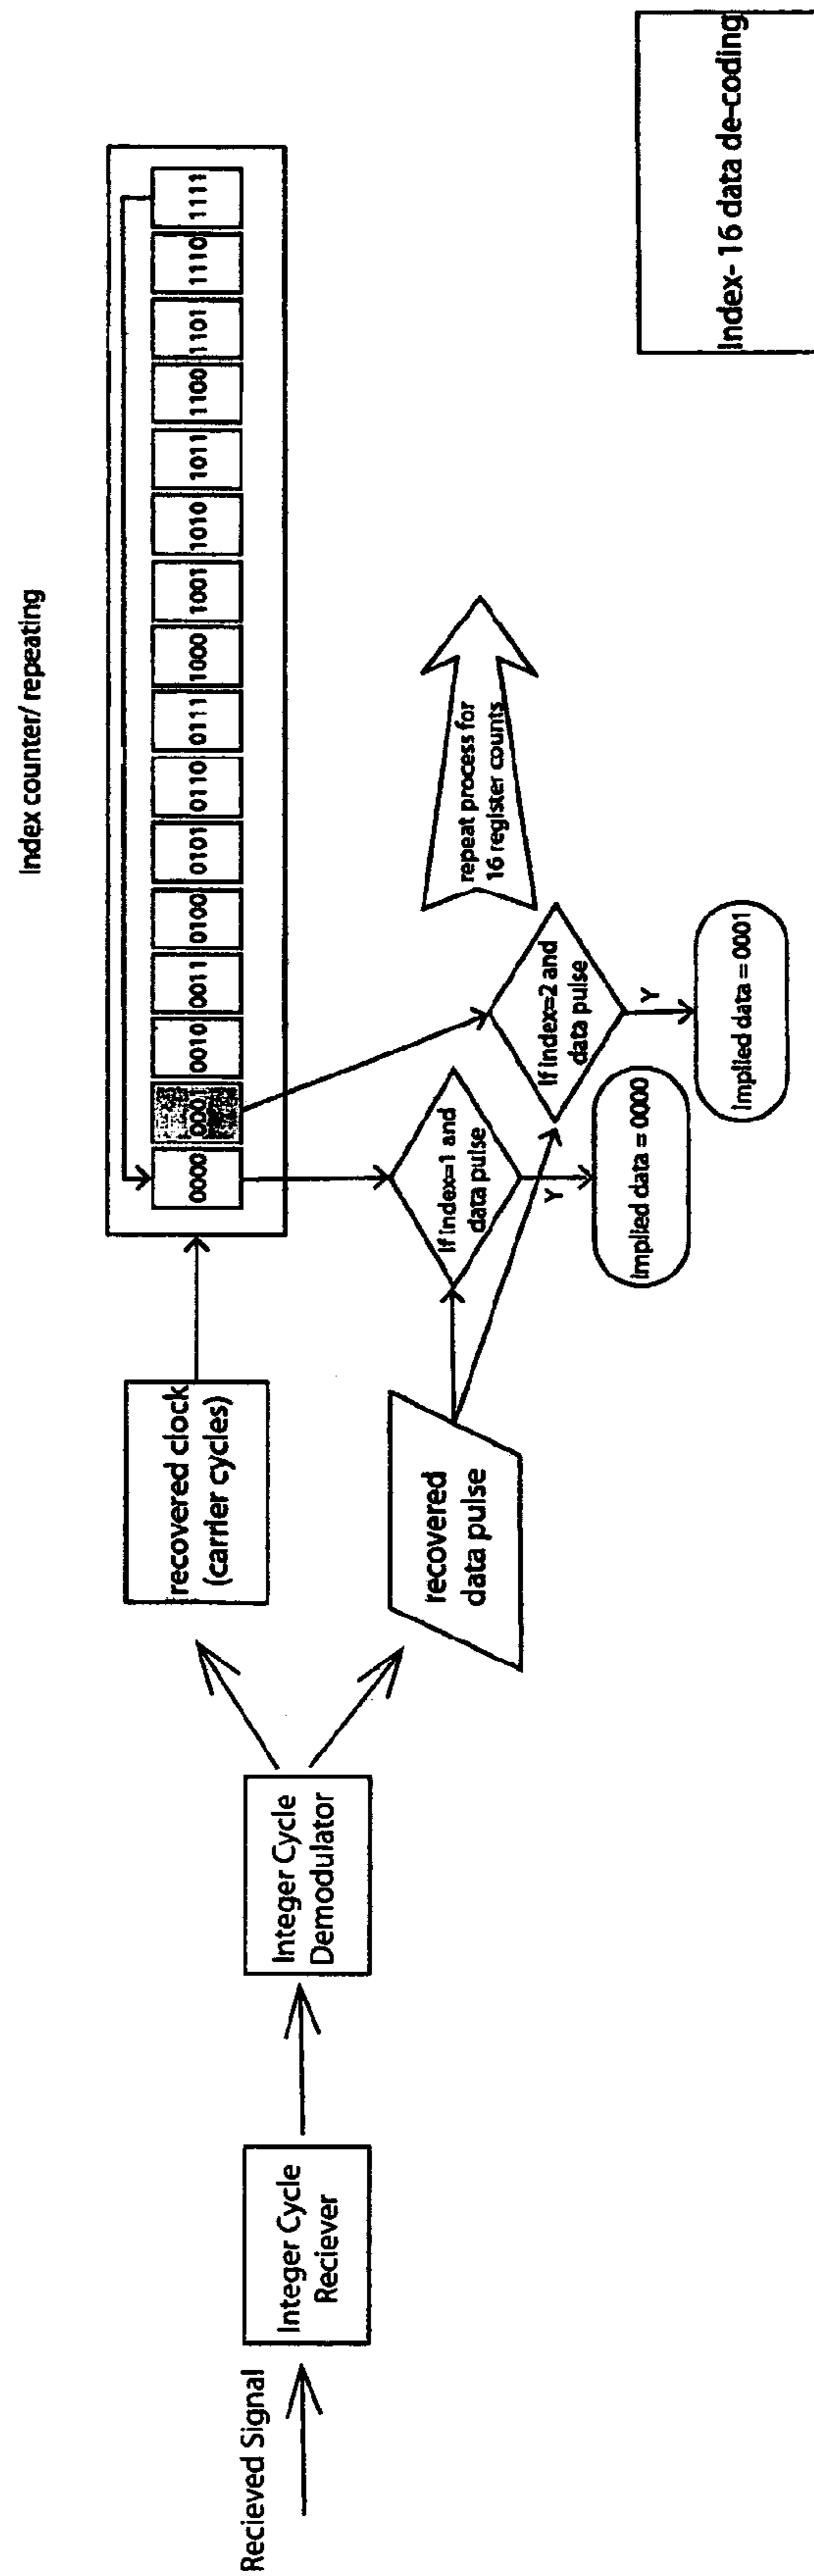 Index counter/ repeating
0000
0001
0010
0011
0100
0101
0110
0111
1000
1001
1010
1011
1100
1101
1110
1111
Recieved Signal
Integer Cycle
Reciever
Integer Cycle
Demodulator
recovered clock
(carrier cycles)
recovered
data pulse
If index=1 and
data pulse
Y
Implied data = 0000
If index=2 and
data pulse
Y
Implied data = 0001
repeat process for
16 register counts
Index- 16 data de-coding